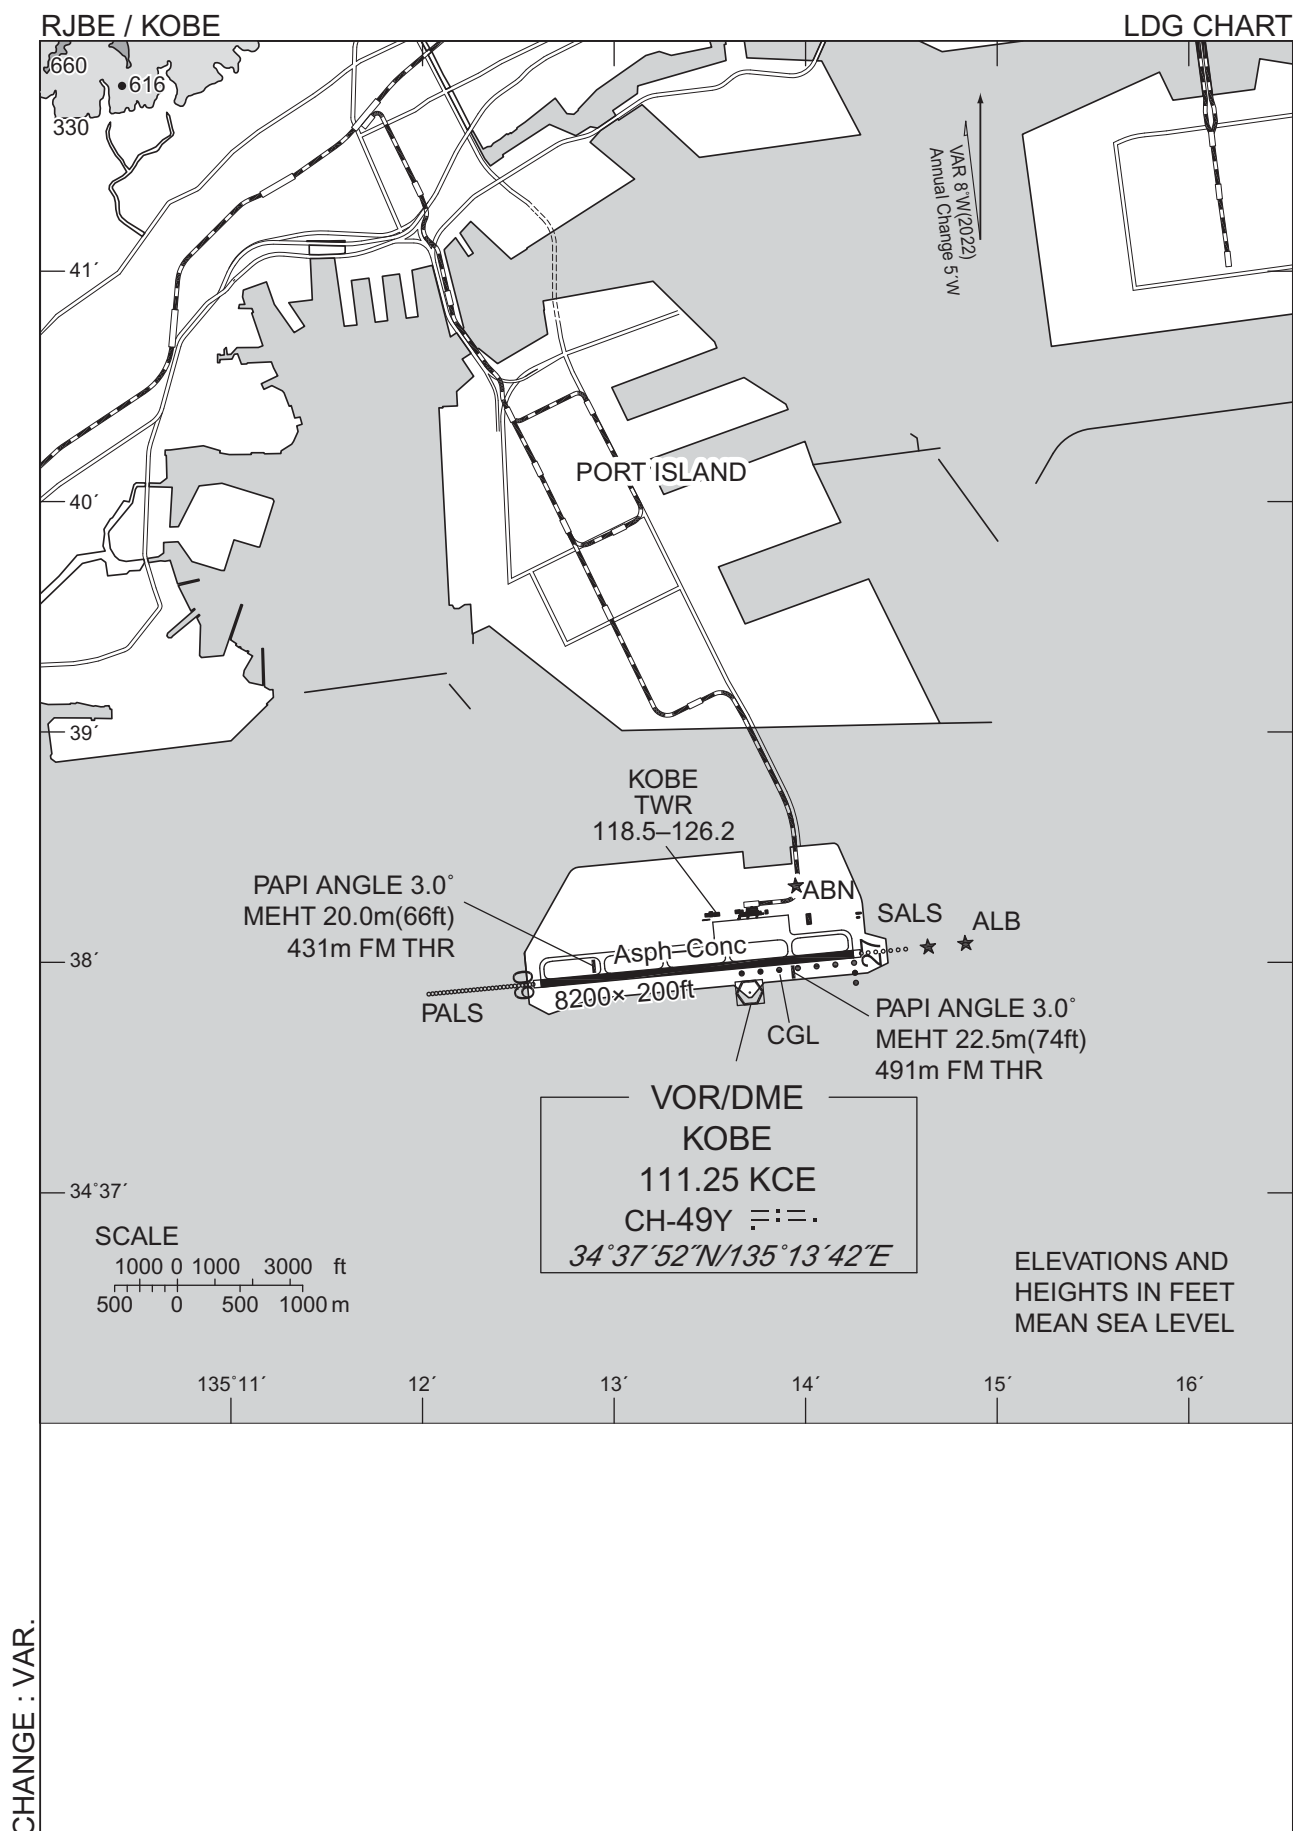 RJBE / KOBE
LDG CHART
660
616
330
VAR 8˚W(2022)
Annual Change 5´W
41´
40´
PORT ISLAND
39´
KOBE
TWR
118.5–126.2
PAPI ANGLE 3.0˚
MEHT 20.0m(66ft)
431m FM THR
ABN
SALS
ALB
38´
Asph-Conc
27
09
8200×200ft
PALS
CGL
PAPI ANGLE 3.0˚
MEHT 22.5m(74ft)
491m FM THR
VOR/DME
KOBE
111.25 KCE
CH-49Y
34˚37´52˝N/135˚13´42˝E
34˚37´
SCALE
1000 0 1000 3000 ft
500 0 500 1000 m
ELEVATIONS AND
HEIGHTS IN FEET
MEAN SEA LEVEL
135˚11´ 12´ 13´ 14´ 15´ 16´
CHANGE : VAR.